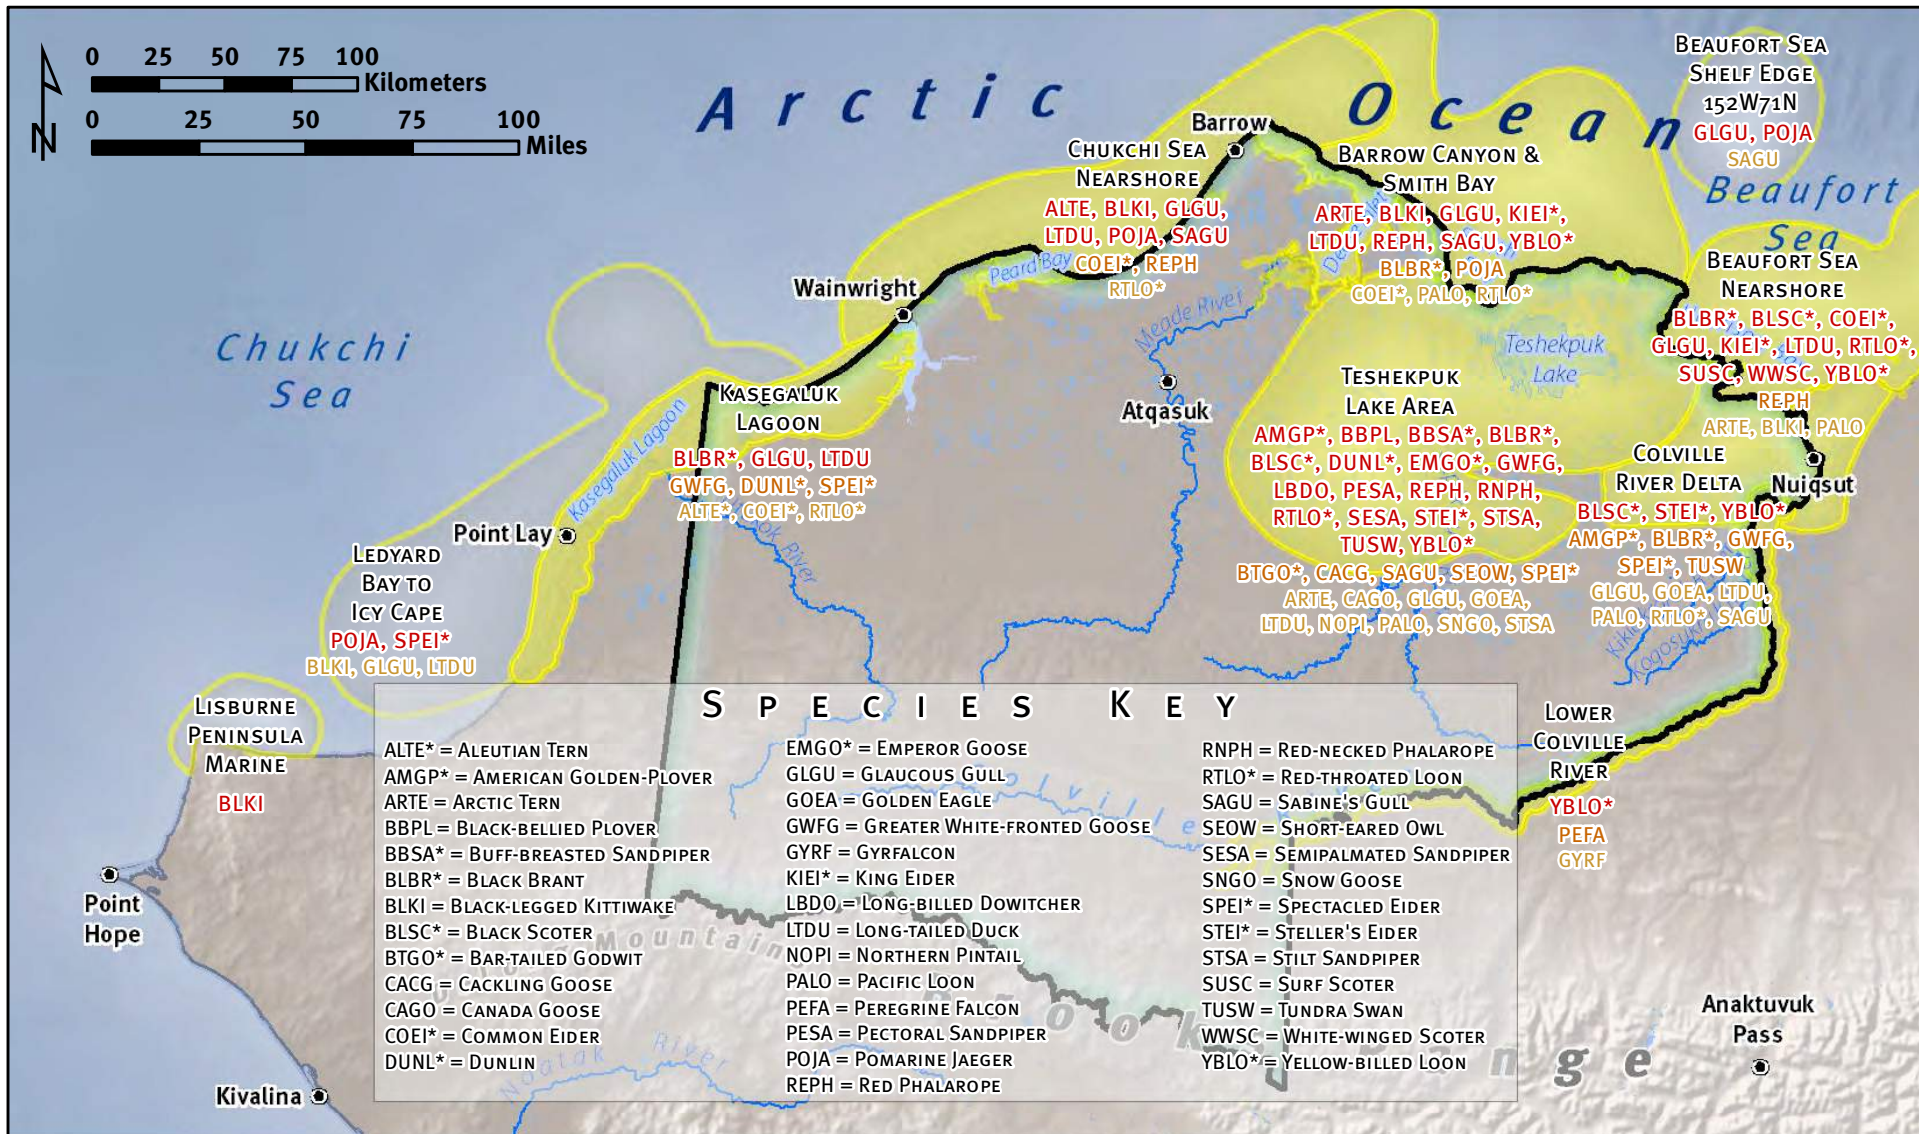 0 25 50 75 100
Kilometers
0 25 50 75 100
Miles
N
Arctic Ocean
Beaufort Sea
Shelf Edge
152W71N
GLGU, POJA
SAGU
Beaufort
Sea
Barrow
Chukchi Sea
Nearshore
ALTE, BLKI, GLGU,
LTDU, POJA, SAGU
COEI*, REPH
RTLO*
Barrow Canyon &
Smith Bay
ARTE, BLKI, GLGU, KIEI*,
LTDU, REPH, SAGU, YBLO*
BLBR*, POJA
COEI*, PALO, RTLO*
Beaufort Sea
Nearshore
BLBR*, BLSC*, COEI*,
GLGU, KIEI*, LTDU, RTLO*,
SUSC, WWSC, YBLO*
REPH
ARTE, BLKI, PALO
Peard Bay
Wainwright
Meade River
Chukchi
Sea
Teshekpuk
Lake
Atqasuk
Kasegaluk
Lagoon
BLBR*, GLGU, LTDU
GWFG, DUNL*, SPEI*
ALTE*, COEI*, RTLO*
Kasegaluk Lagoon
River
Teshekpuk
Lake Area
AMGP*, BBPL, BBSA*, BLBR*,
BLSC*, DUNL*, EMGO*, GWFG,
LBDO, PESA, REPH, RNPH,
RTLO*, SESA, STEI*, STSA,
TUSW, YBLO*
BTGO*, CACG, SAGU, SEOW, SPEI*
ARTE, CAGO, GLGU, GOEA,
LTDU, NOPI, PALO, SNGO, STSA
Colville
River Delta
BLSC*, STEI*, YBLO*
AMGP*, BLBR*, GWFG,
SPEI*, TUSW
GLGU, GOEA, LTDU,
PALO, RTLO*, SAGU
Nuiqsut
Point Lay
Ledyard
Bay to
Icy Cape
POJA, SPEI*
BLKI, GLGU, LTDU
Lisburne
Peninsula
Marine
BLKI
Lower
Colville
River
YBLO*
PEFA
GYRF
Species Key
ALTE* = Aleutian Tern
AMGP* = American Golden-Plover
ARTE = Arctic Tern
BBPL = Black-bellied Plover
BBSA* = Buff-breasted Sandpiper
BLBR* = Black Brant
BLKI = Black-legged Kittiwake
BLSC* = Black Scoter
BTGO* = Bar-tailed Godwit
CACG = Cackling Goose
CAGO = Canada Goose
COEI* = Common Eider
DUNL* = Dunlin
EMGO* = Emperor Goose
GLGU = Glaucous Gull
GOEA = Golden Eagle
GWFG = Greater White-fronted Goose
GYRF = Gyrfalcon
KIEI* = King Eider
LBDO = Long-billed Dowitcher
LTDU = Long-tailed Duck
NOPI = Northern Pintail
PALO = Pacific Loon
PEFA = Peregrine Falcon
PESA = Pectoral Sandpiper
POJA = Pomarine Jaeger
REPH = Red Phalarope
RNPH = Red-necked Phalarope
RTLO* = Red-throated Loon
SAGU = Sabine's Gull
SEOW = Short-eared Owl
SESA = Semipalmated Sandpiper
SNGO = Snow Goose
SPEI* = Spectacled Eider
STEI* = Steller's Eider
STSA = Stilt Sandpiper
SUSC = Surf Scoter
TUSW = Tundra Swan
WWSC = White-winged Scoter
YBLO* = Yellow-billed Loon
Colville
Mountain
Noatak River
Point
Hope
Kivalina
Anaktuvuk
Pass